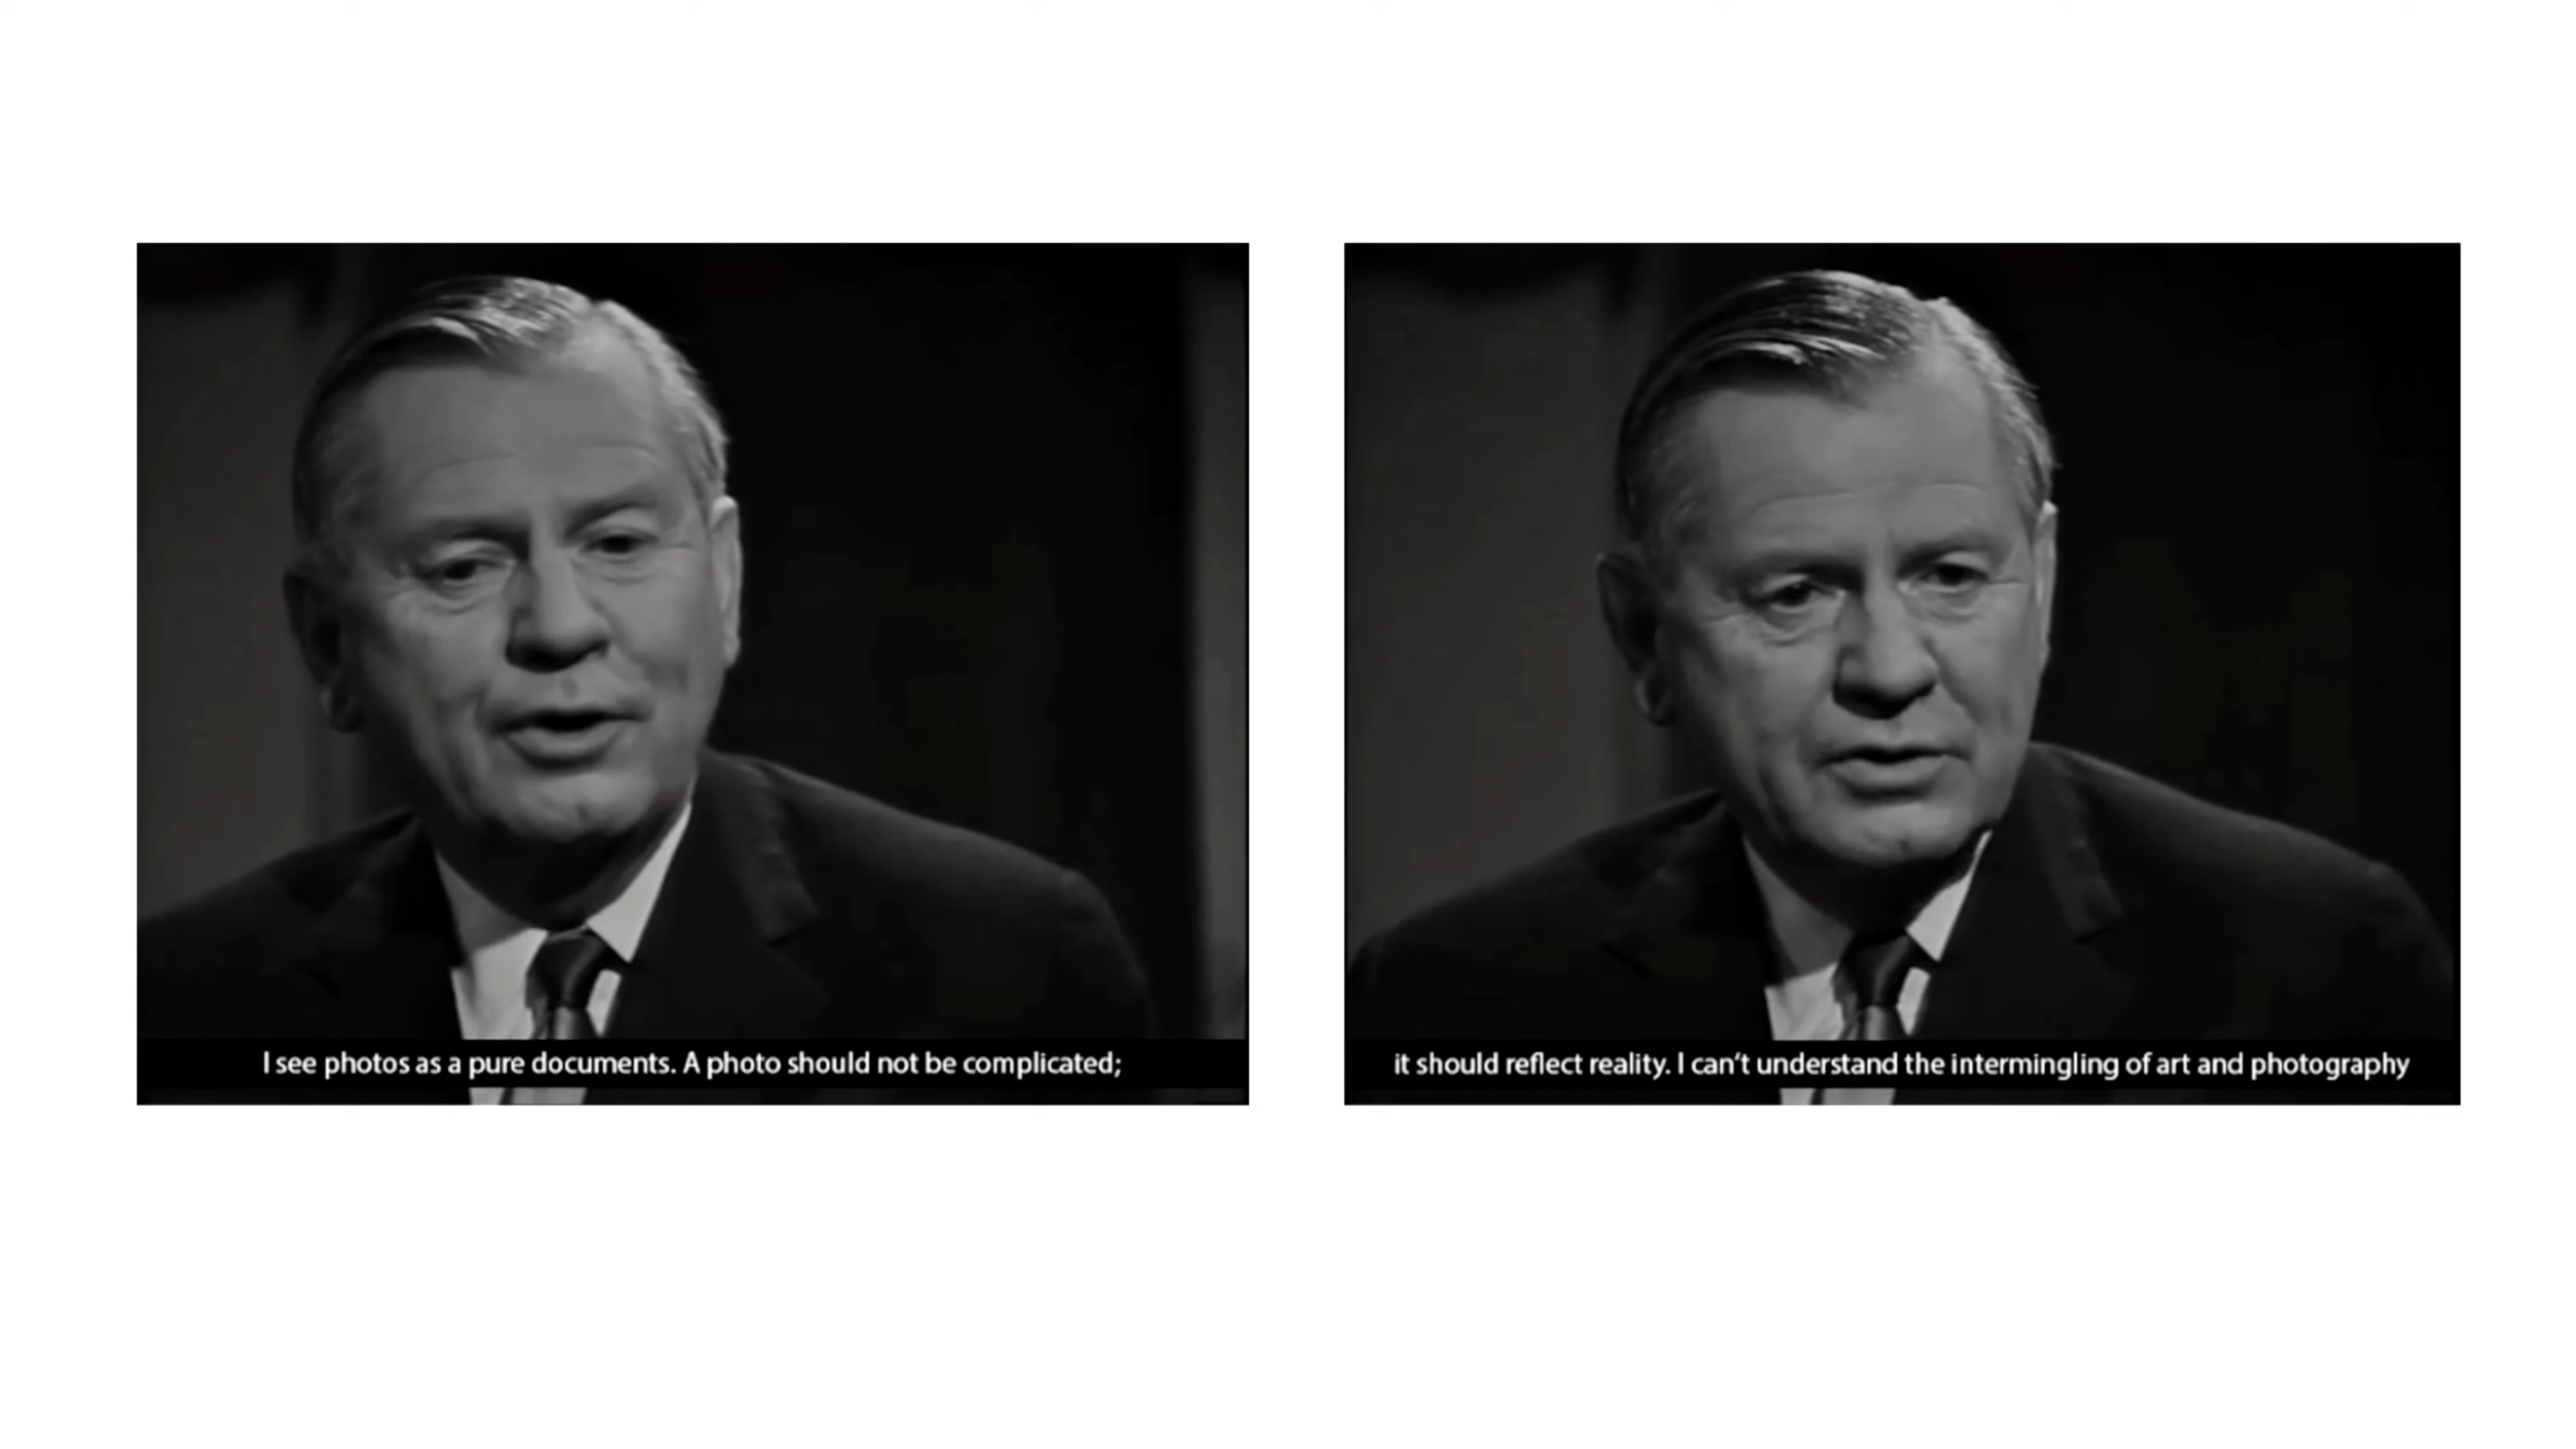 I see photos as a pure documents. A photo should not be complicated;
it should reflect reality. I can't understand the intermingling of art and photography